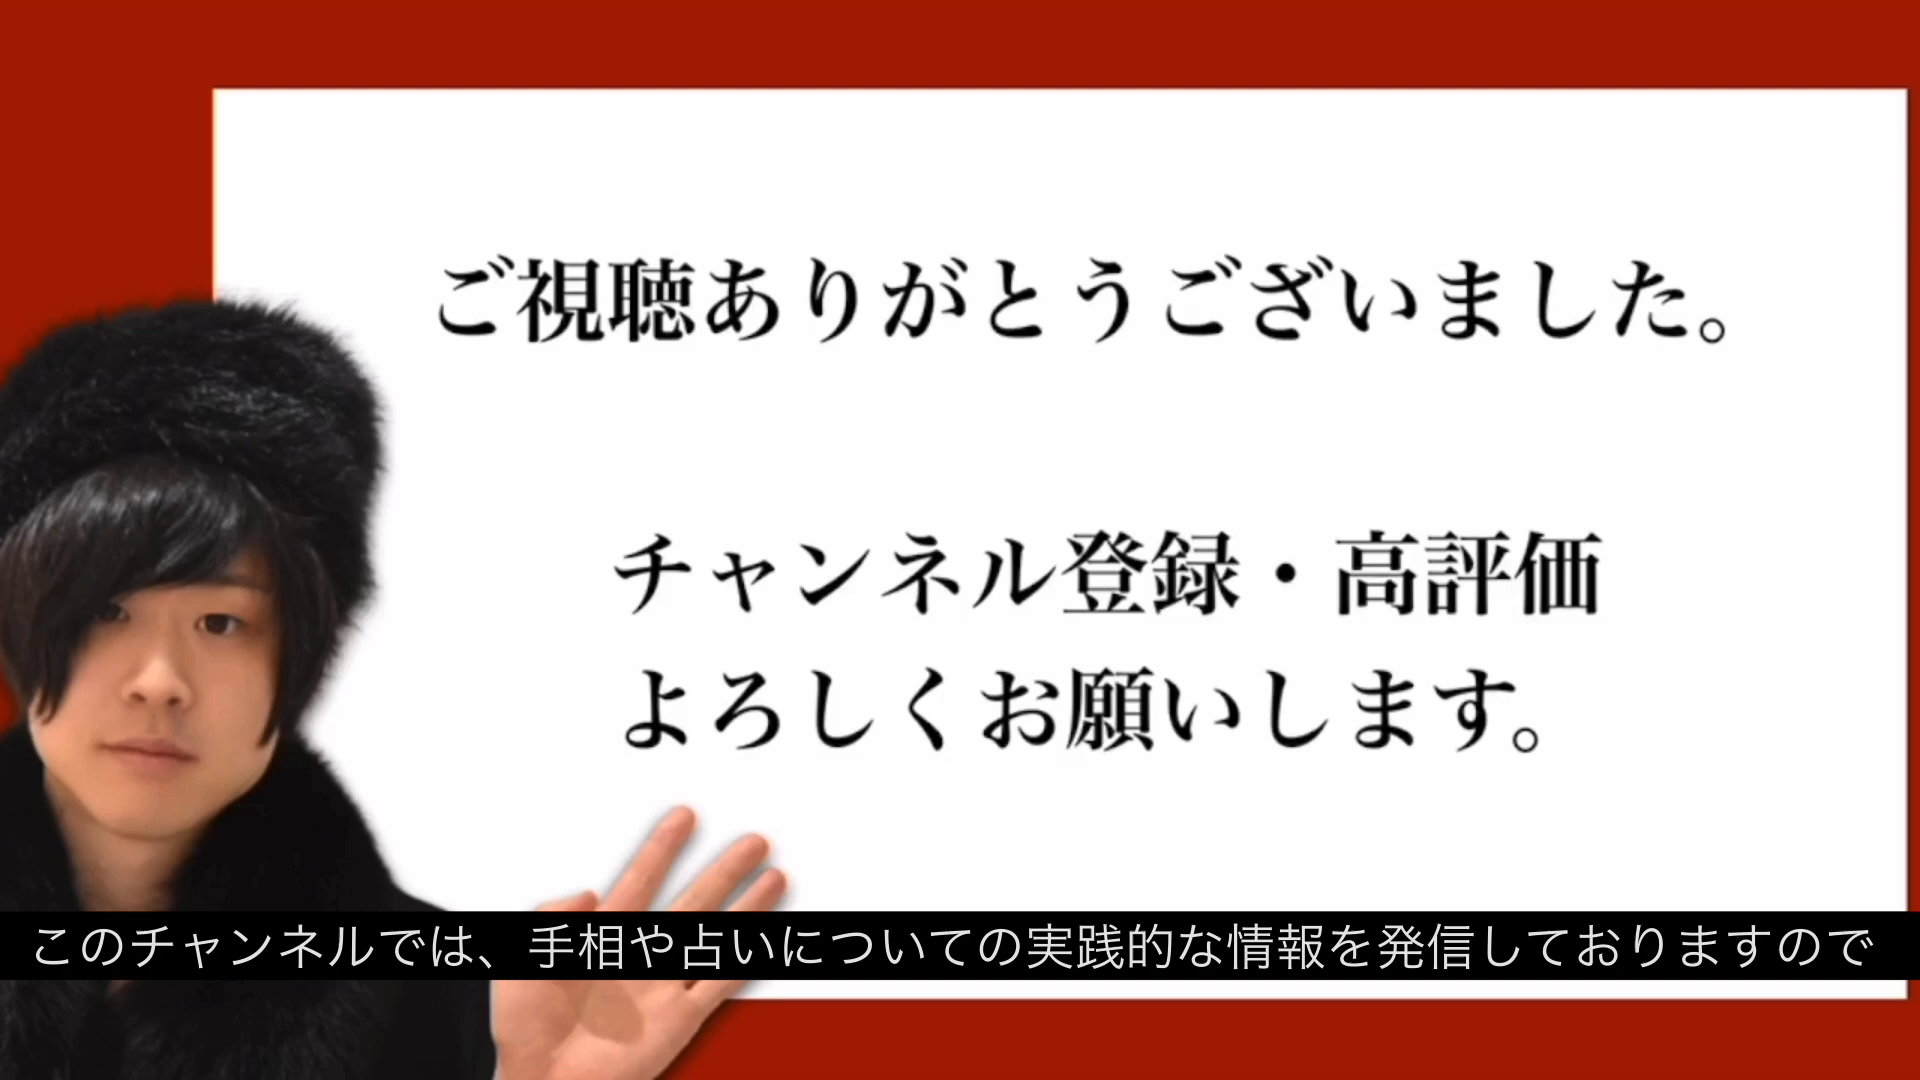 ご視聴ありがとうございました。
チャンネル登録・高評価
よろしくお願いします。
このチャンネルでは、手相や占いについての実践的な情報を発信しておりますので